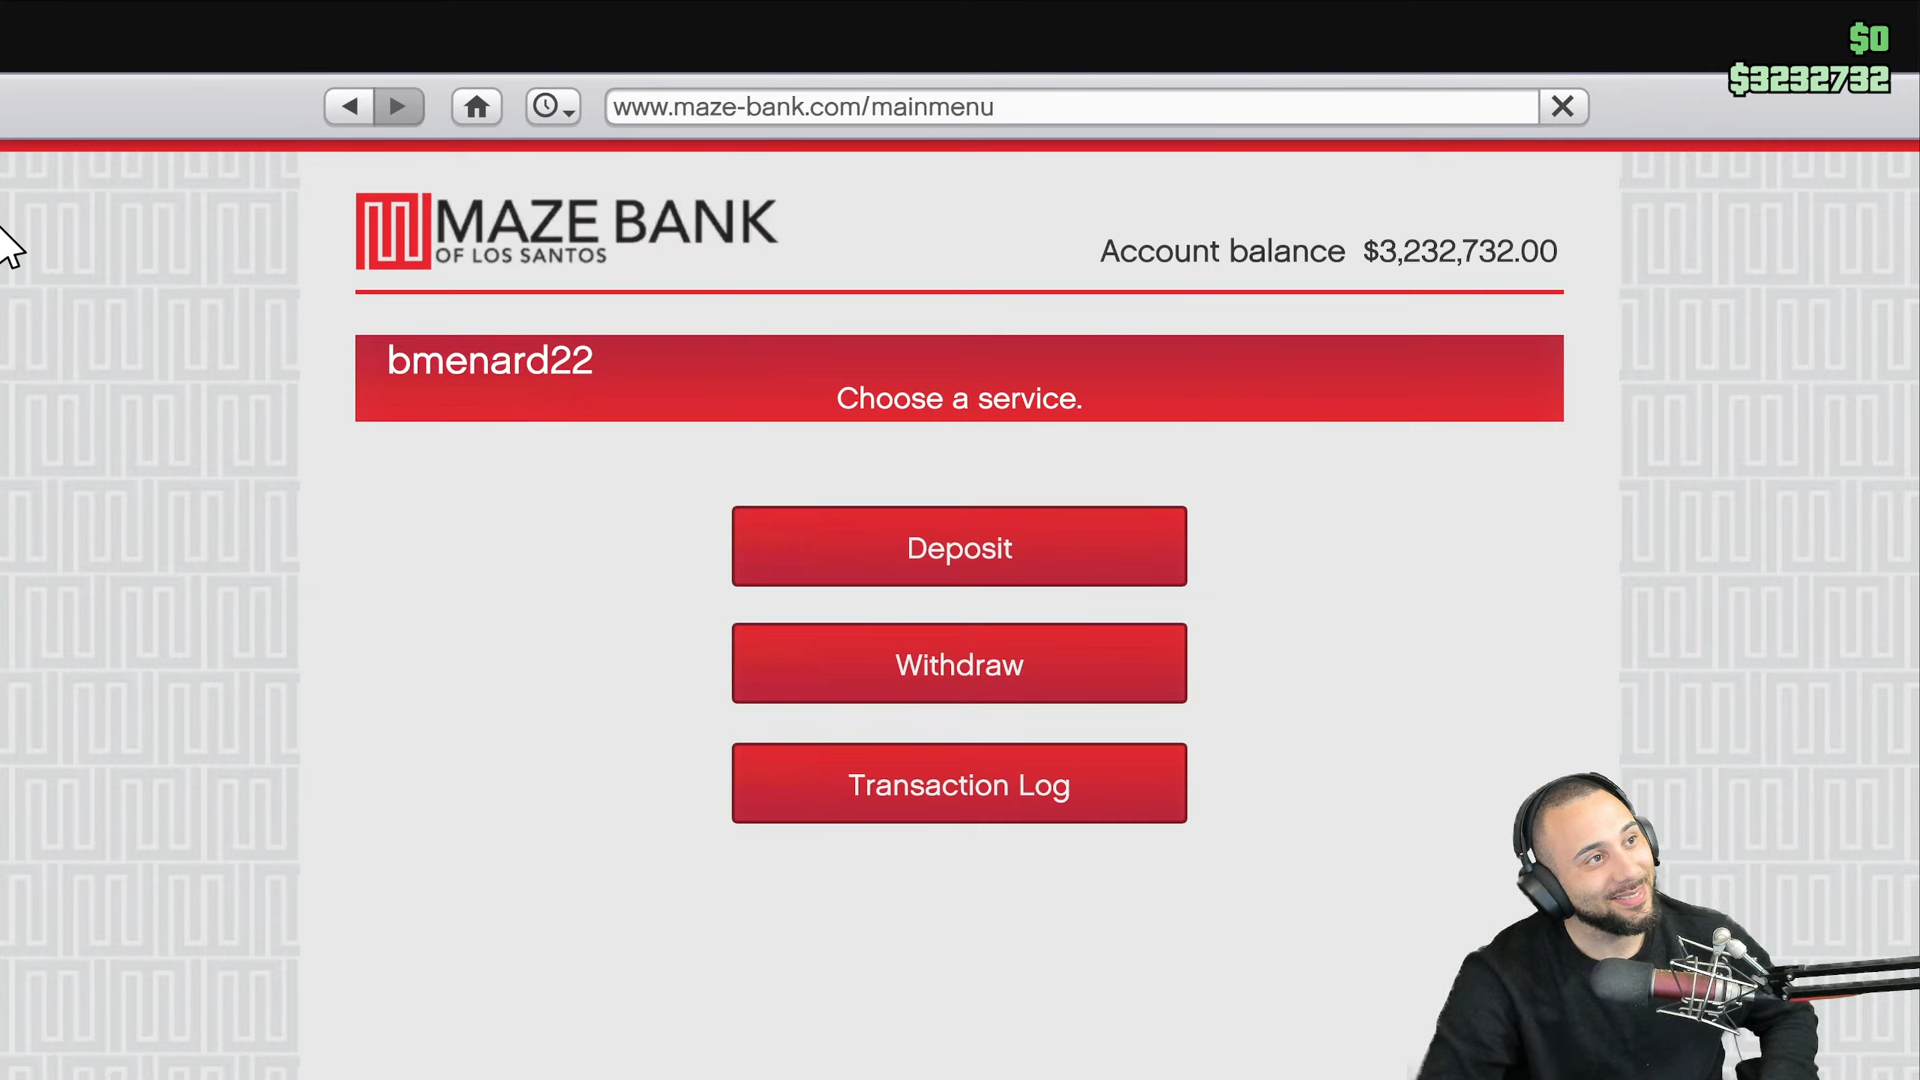 $0
$3232732
www.maze-bank.com/mainmenu
MAZE BANK
OF LOS SANTOS
Account balance $3,232,732.00
bmenard22
Choose a service.
Deposit
Withdraw
Transaction Log